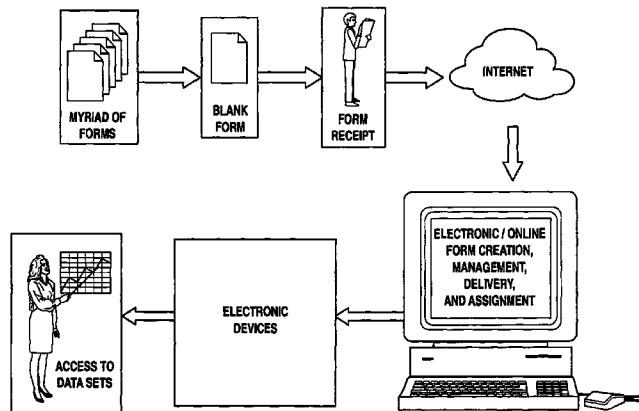 MYRIAD OF
FORMS
BLANK
FORM
FORM
RECEIPT
INTERNET
ELECTRONIC / ONLINE
FORM CREATION,
MANAGEMENT,
DELIVERY,
AND ASSIGNMENT
ELECTRONIC
DEVICES
ACCESS TO
DATA SETS